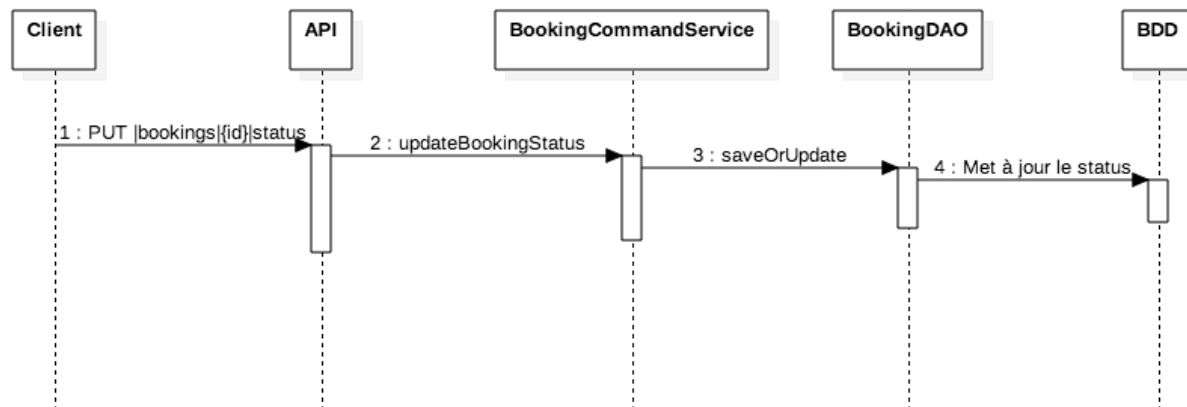 Client
API
BookingCommandService
BookingDAO
BDD
1 : PUT |bookings|{id}|status
2 : updateBookingStatus
3 : saveOrUpdate
4 : Met à jour le status